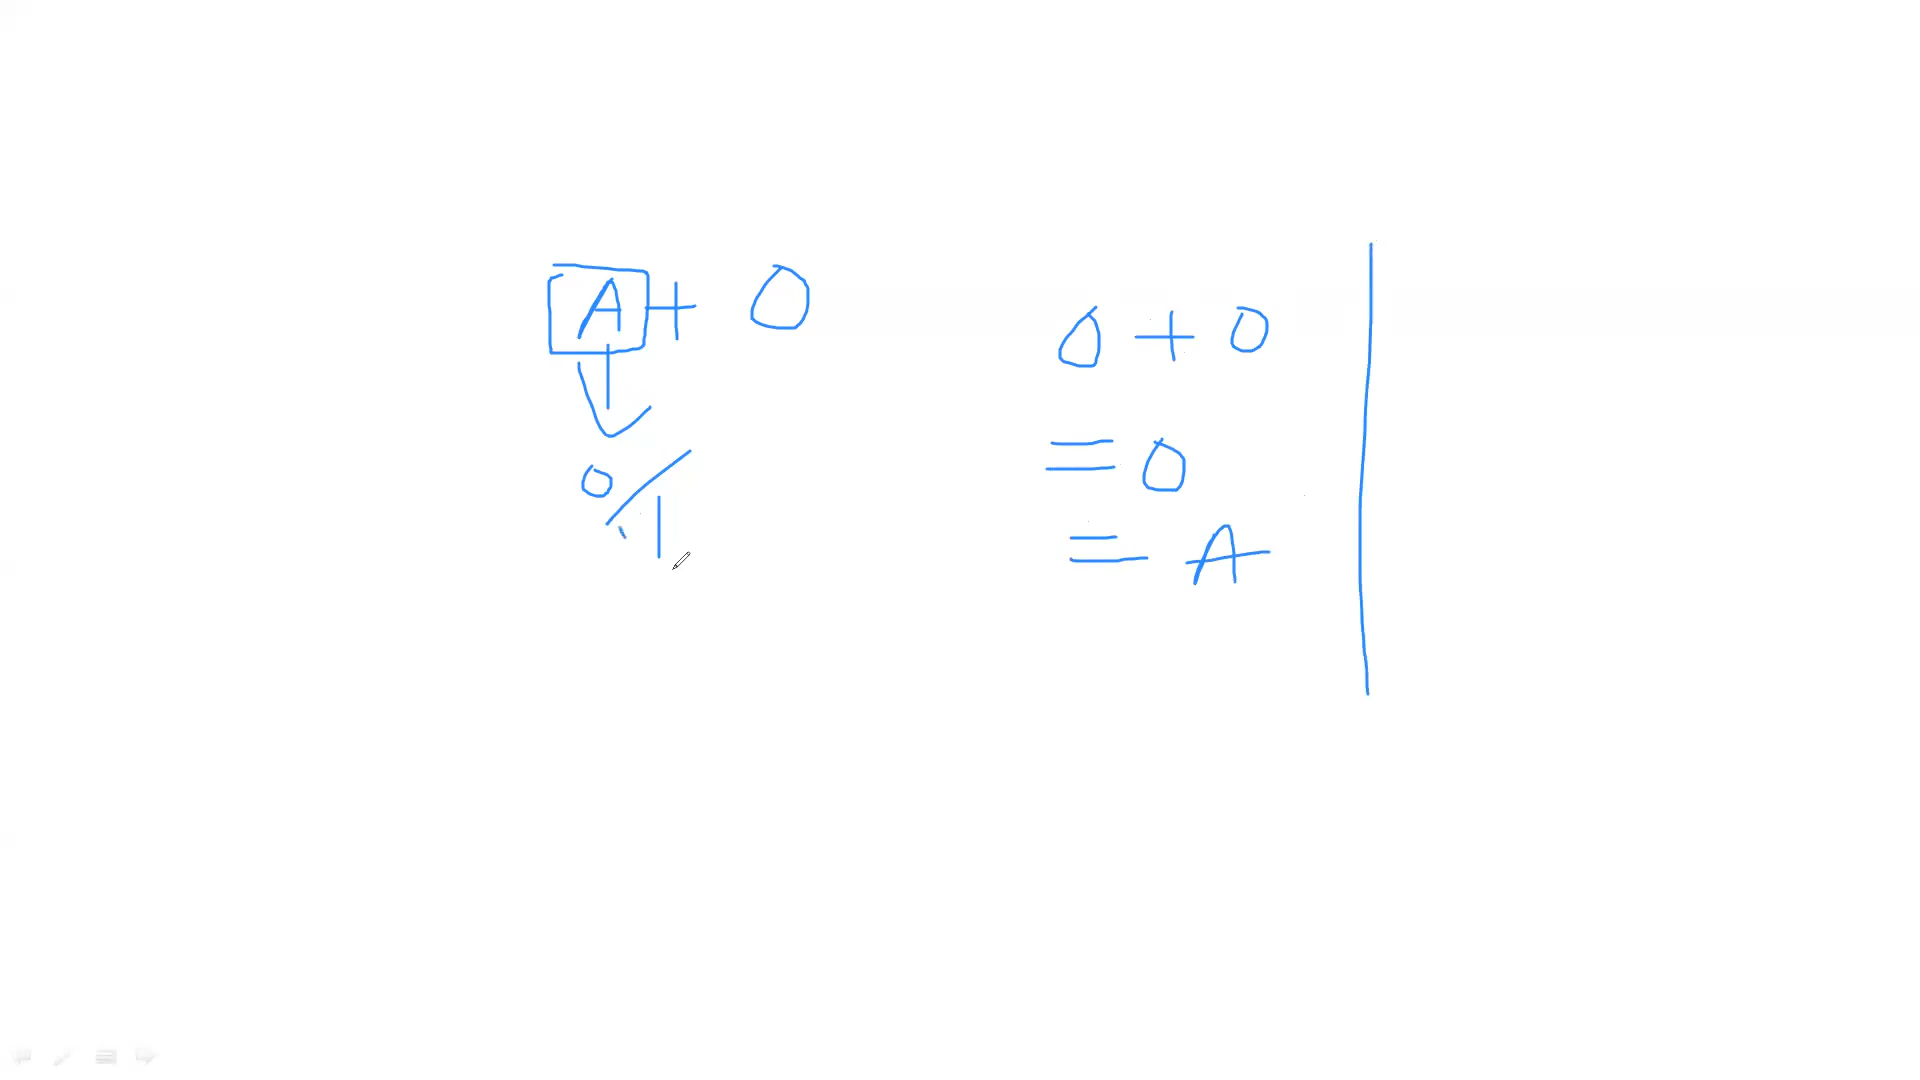 A + 0
0/1
0 + 0
= 0
= A